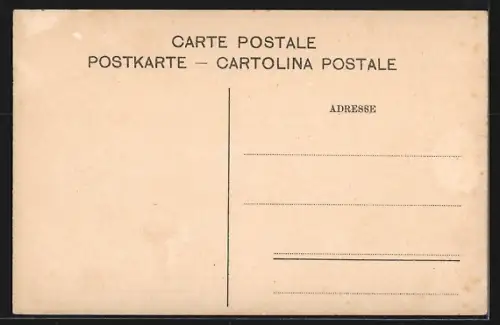 CARTE POSTALE
POSTKARTE — CARTOLINA POSTALE
ADRESSE